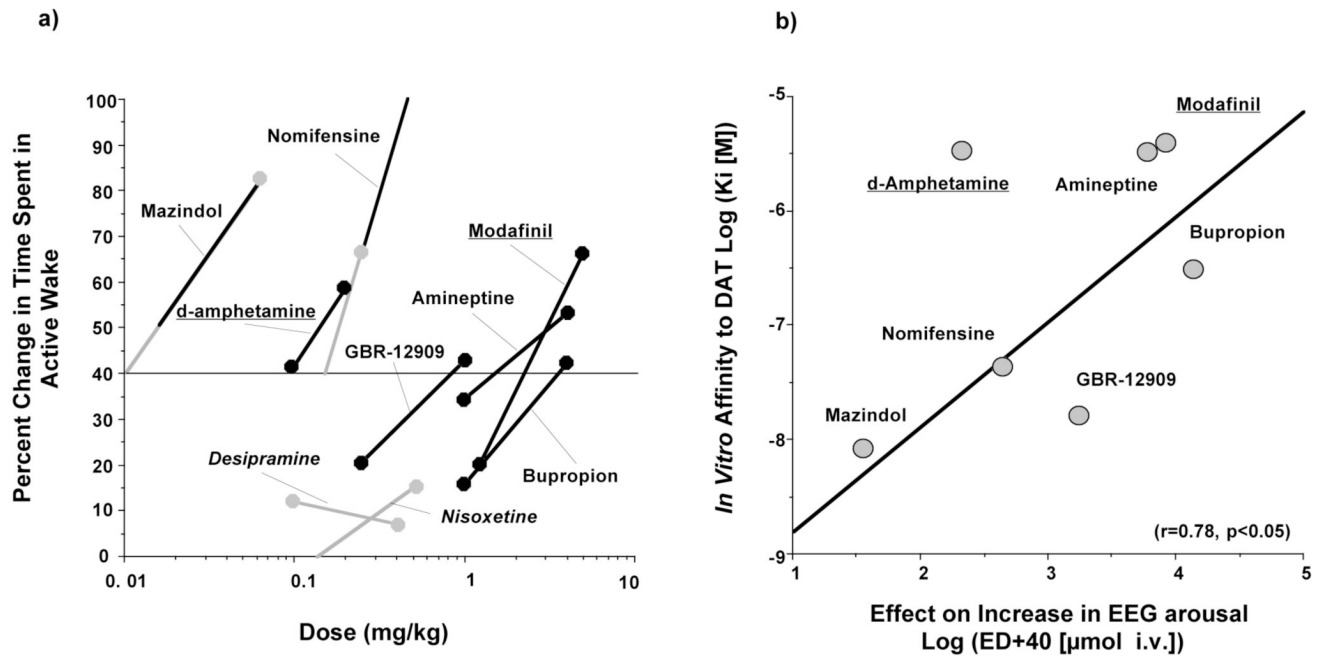 a)
Percent Change in Time Spent in
Active Wake
100
90
80
70
60
50
40
30
20
10
0
0. 01
0.1
1
10
Dose (mg/kg)
Nomifensine
Mazindol
Modafinil
d-amphetamine
Amineptine
GBR-12909
Desipramine
Bupropion
Nisoxetine
b)
In Vitro Affinity to DAT Log (Ki [M])
-5
-6
-7
-8
-9
1
2
3
4
5
Effect on Increase in EEG arousal
Log (ED+40 [µmol i.v.])
Modafinil
d-Amphetamine
Amineptine
Bupropion
Nomifensine
GBR-12909
Mazindol
(r=0.78, p<0.05)